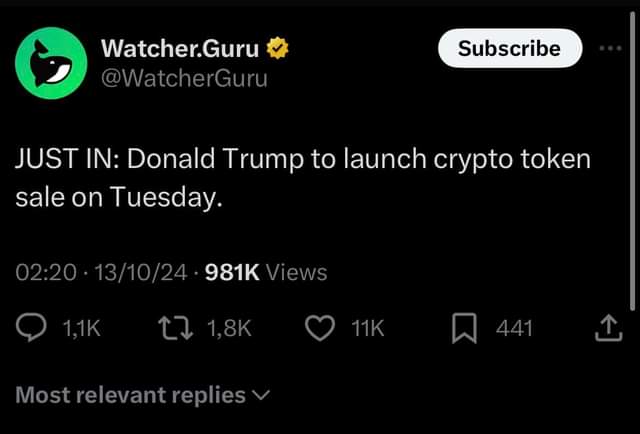 Watcher.Guru
Subscribe
@WatcherGuru
JUST IN: Donald Trump to launch crypto token
sale on Tuesday.
02:20 · 13/10/24 · 981K Views
1,1K 1,8K 11K 441
Most relevant replies